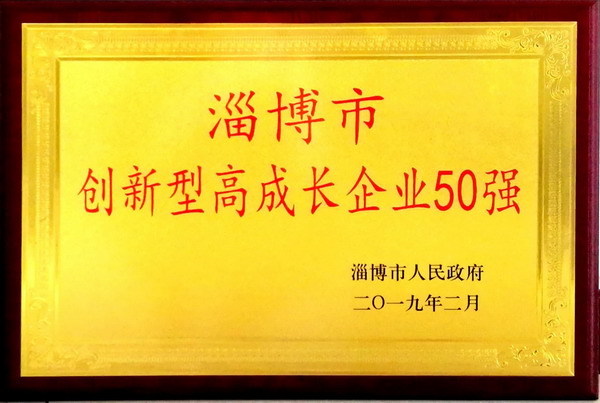 淄博市
创新型高成长企业50强
淄博市人民政府
二〇一九年二月